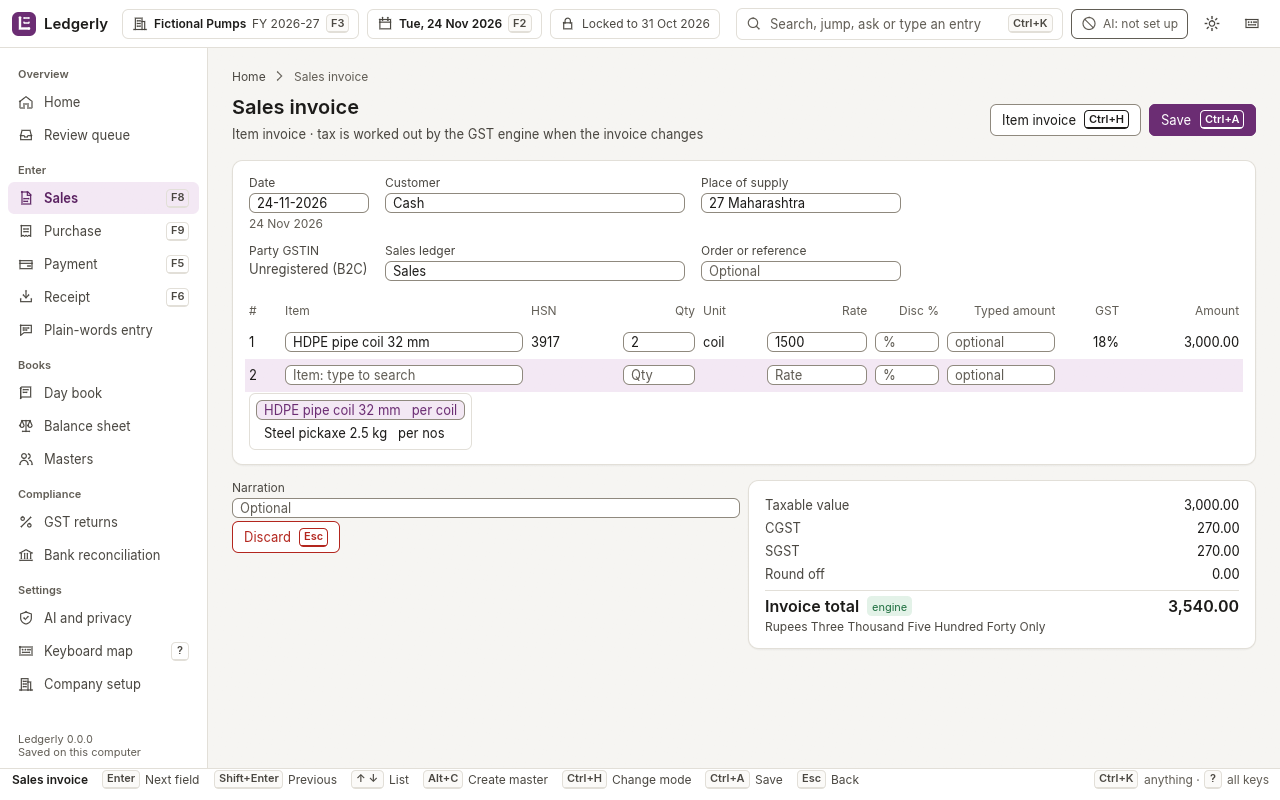 Ledgerly
Fictional Pumps FY 2026-27 F3
Tue, 24 Nov 2026 F2
Locked to 31 Oct 2026
Search, jump, ask or type an entry Ctrl+K
AI: not set up
Overview
Home
Review queue
Enter
Sales F8
Purchase F9
Payment F5
Receipt F6
Plain-words entry
Books
Day book
Balance sheet
Masters
Compliance
GST returns
Bank reconciliation
Settings
AI and privacy
Keyboard map ?
Company setup
Ledgerly 0.0.0
Saved on this computer
Home > Sales invoice
Sales invoice
Item invoice · tax is worked out by the GST engine when the invoice changes
Item invoice Ctrl+H
Save Ctrl+A
Date Customer Place of supply
24-11-2026 Cash 27 Maharashtra
24 Nov 2026
Party GSTIN Sales ledger Order or reference
Unregistered (B2C) Sales Optional
# Item HSN Qty Unit Rate Disc % Typed amount GST Amount
1 HDPE pipe coil 32 mm 3917 2 coil 1500 % optional 18% 3,000.00
2 Item: type to search Qty Rate % optional
HDPE pipe coil 32 mm per coil
Steel pickaxe 2.5 kg per nos
Narration
Optional
Discard Esc
Taxable value 3,000.00
CGST 270.00
SGST 270.00
Round off 0.00
Invoice total engine 3,540.00
Rupees Three Thousand Five Hundred Forty Only
Sales invoice Enter Next field Shift+Enter Previous ↑ ↓ List Alt+C Create master Ctrl+H Change mode Ctrl+A Save Esc Back Ctrl+K anything · ? all keys